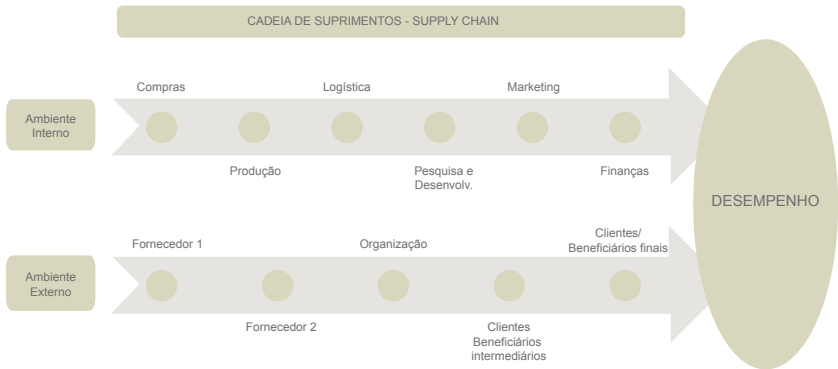 CADEIA DE SUPRIMENTOS - SUPPLY CHAIN
Compras
Logística
Marketing
Ambiente
Interno
Produção
Pesquisa e
Desenvolv.
Finanças
DESEMPENHO
Fornecedor 1
Organização
Clientes/
Beneficiários finais
Ambiente
Externo
Fornecedor 2
Clientes
Beneficiários
intermediários